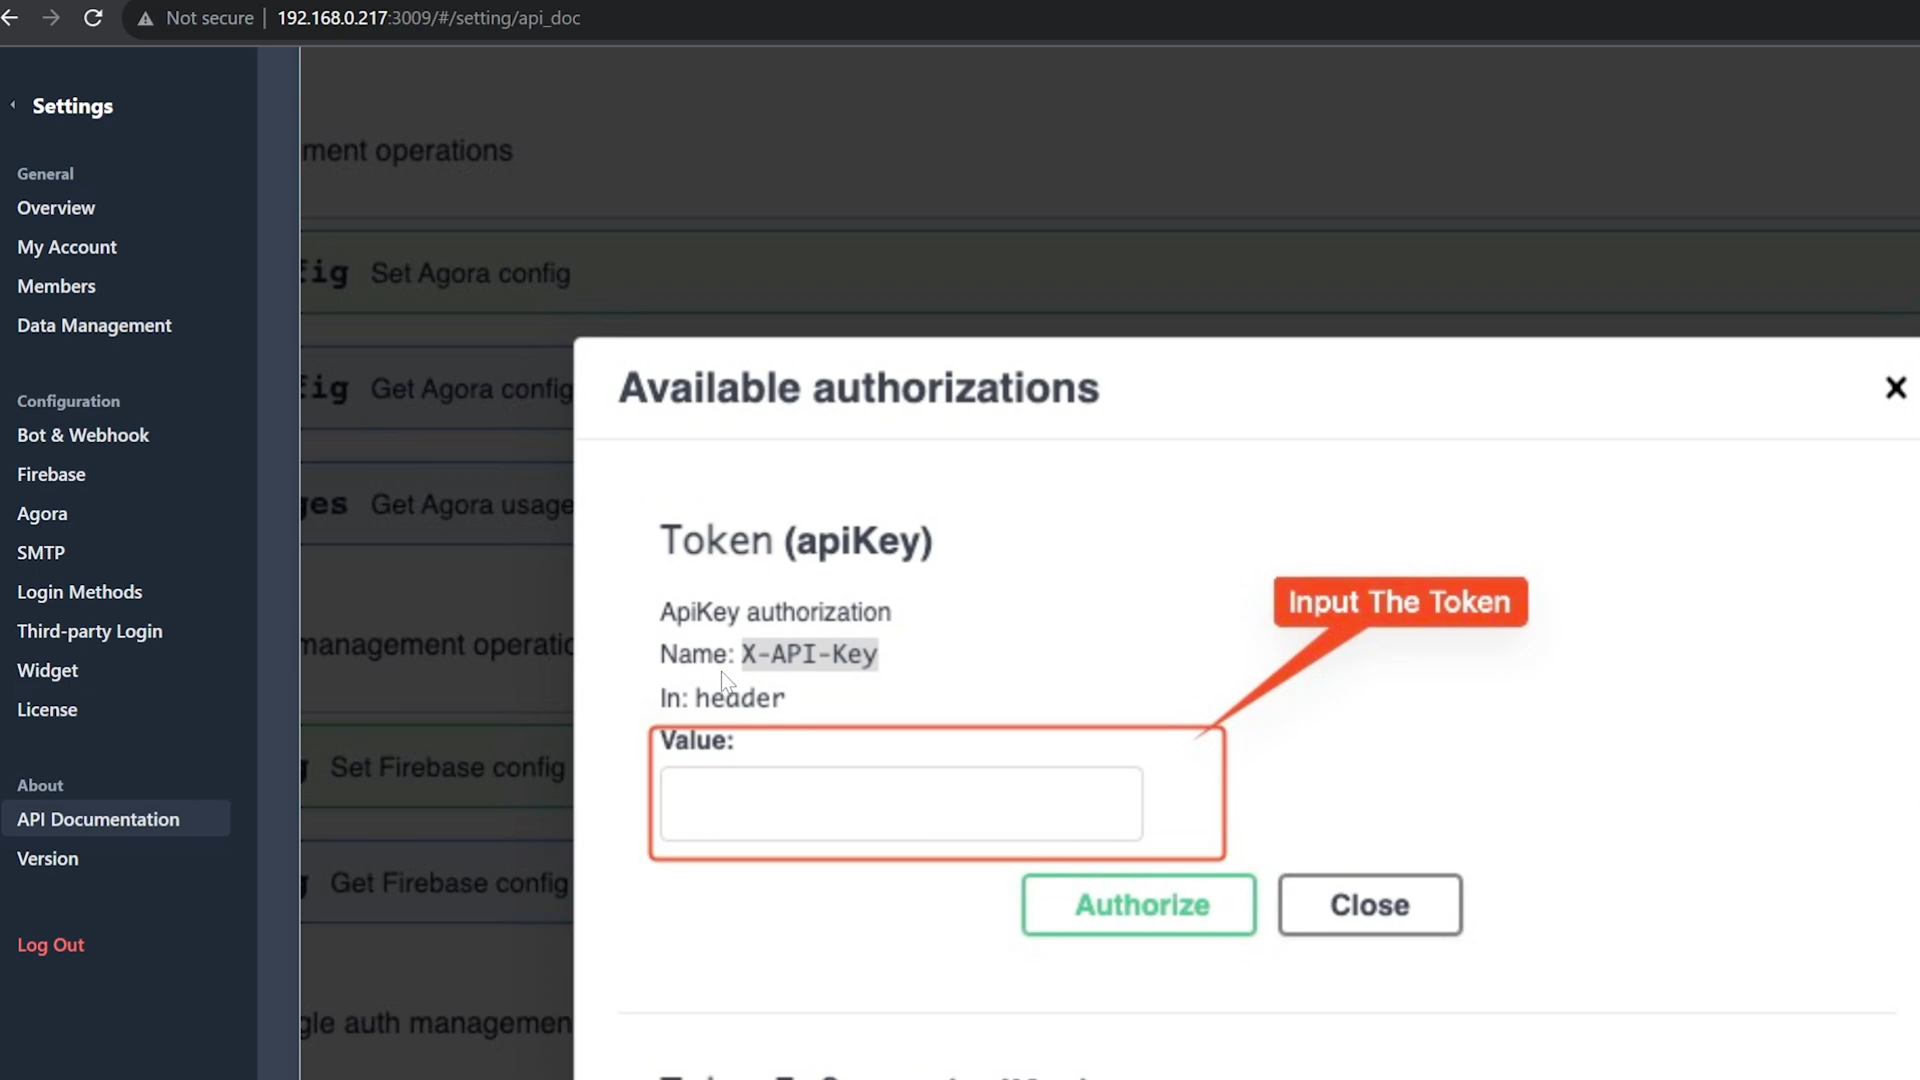 Not secure 192.168.0.217:3009/#/setting/api_doc
Settings
General
Overview
My Account
Members
Data Management
Configuration
Bot & Webhook
Firebase
Agora
SMTP
Login Methods
Third-party Login
Widget
License
About
API Documentation
Version
Log Out
ment operations
fig Set Agora config
fig Get Agora config
ges Get Agora usage
management operatio
Set Firebase config
Get Firebase config
gle auth managemen
Available authorizations
Token (apiKey)
ApiKey authorization
Name: X-API-Key
In: header
Value:
Input The Token
Authorize
Close